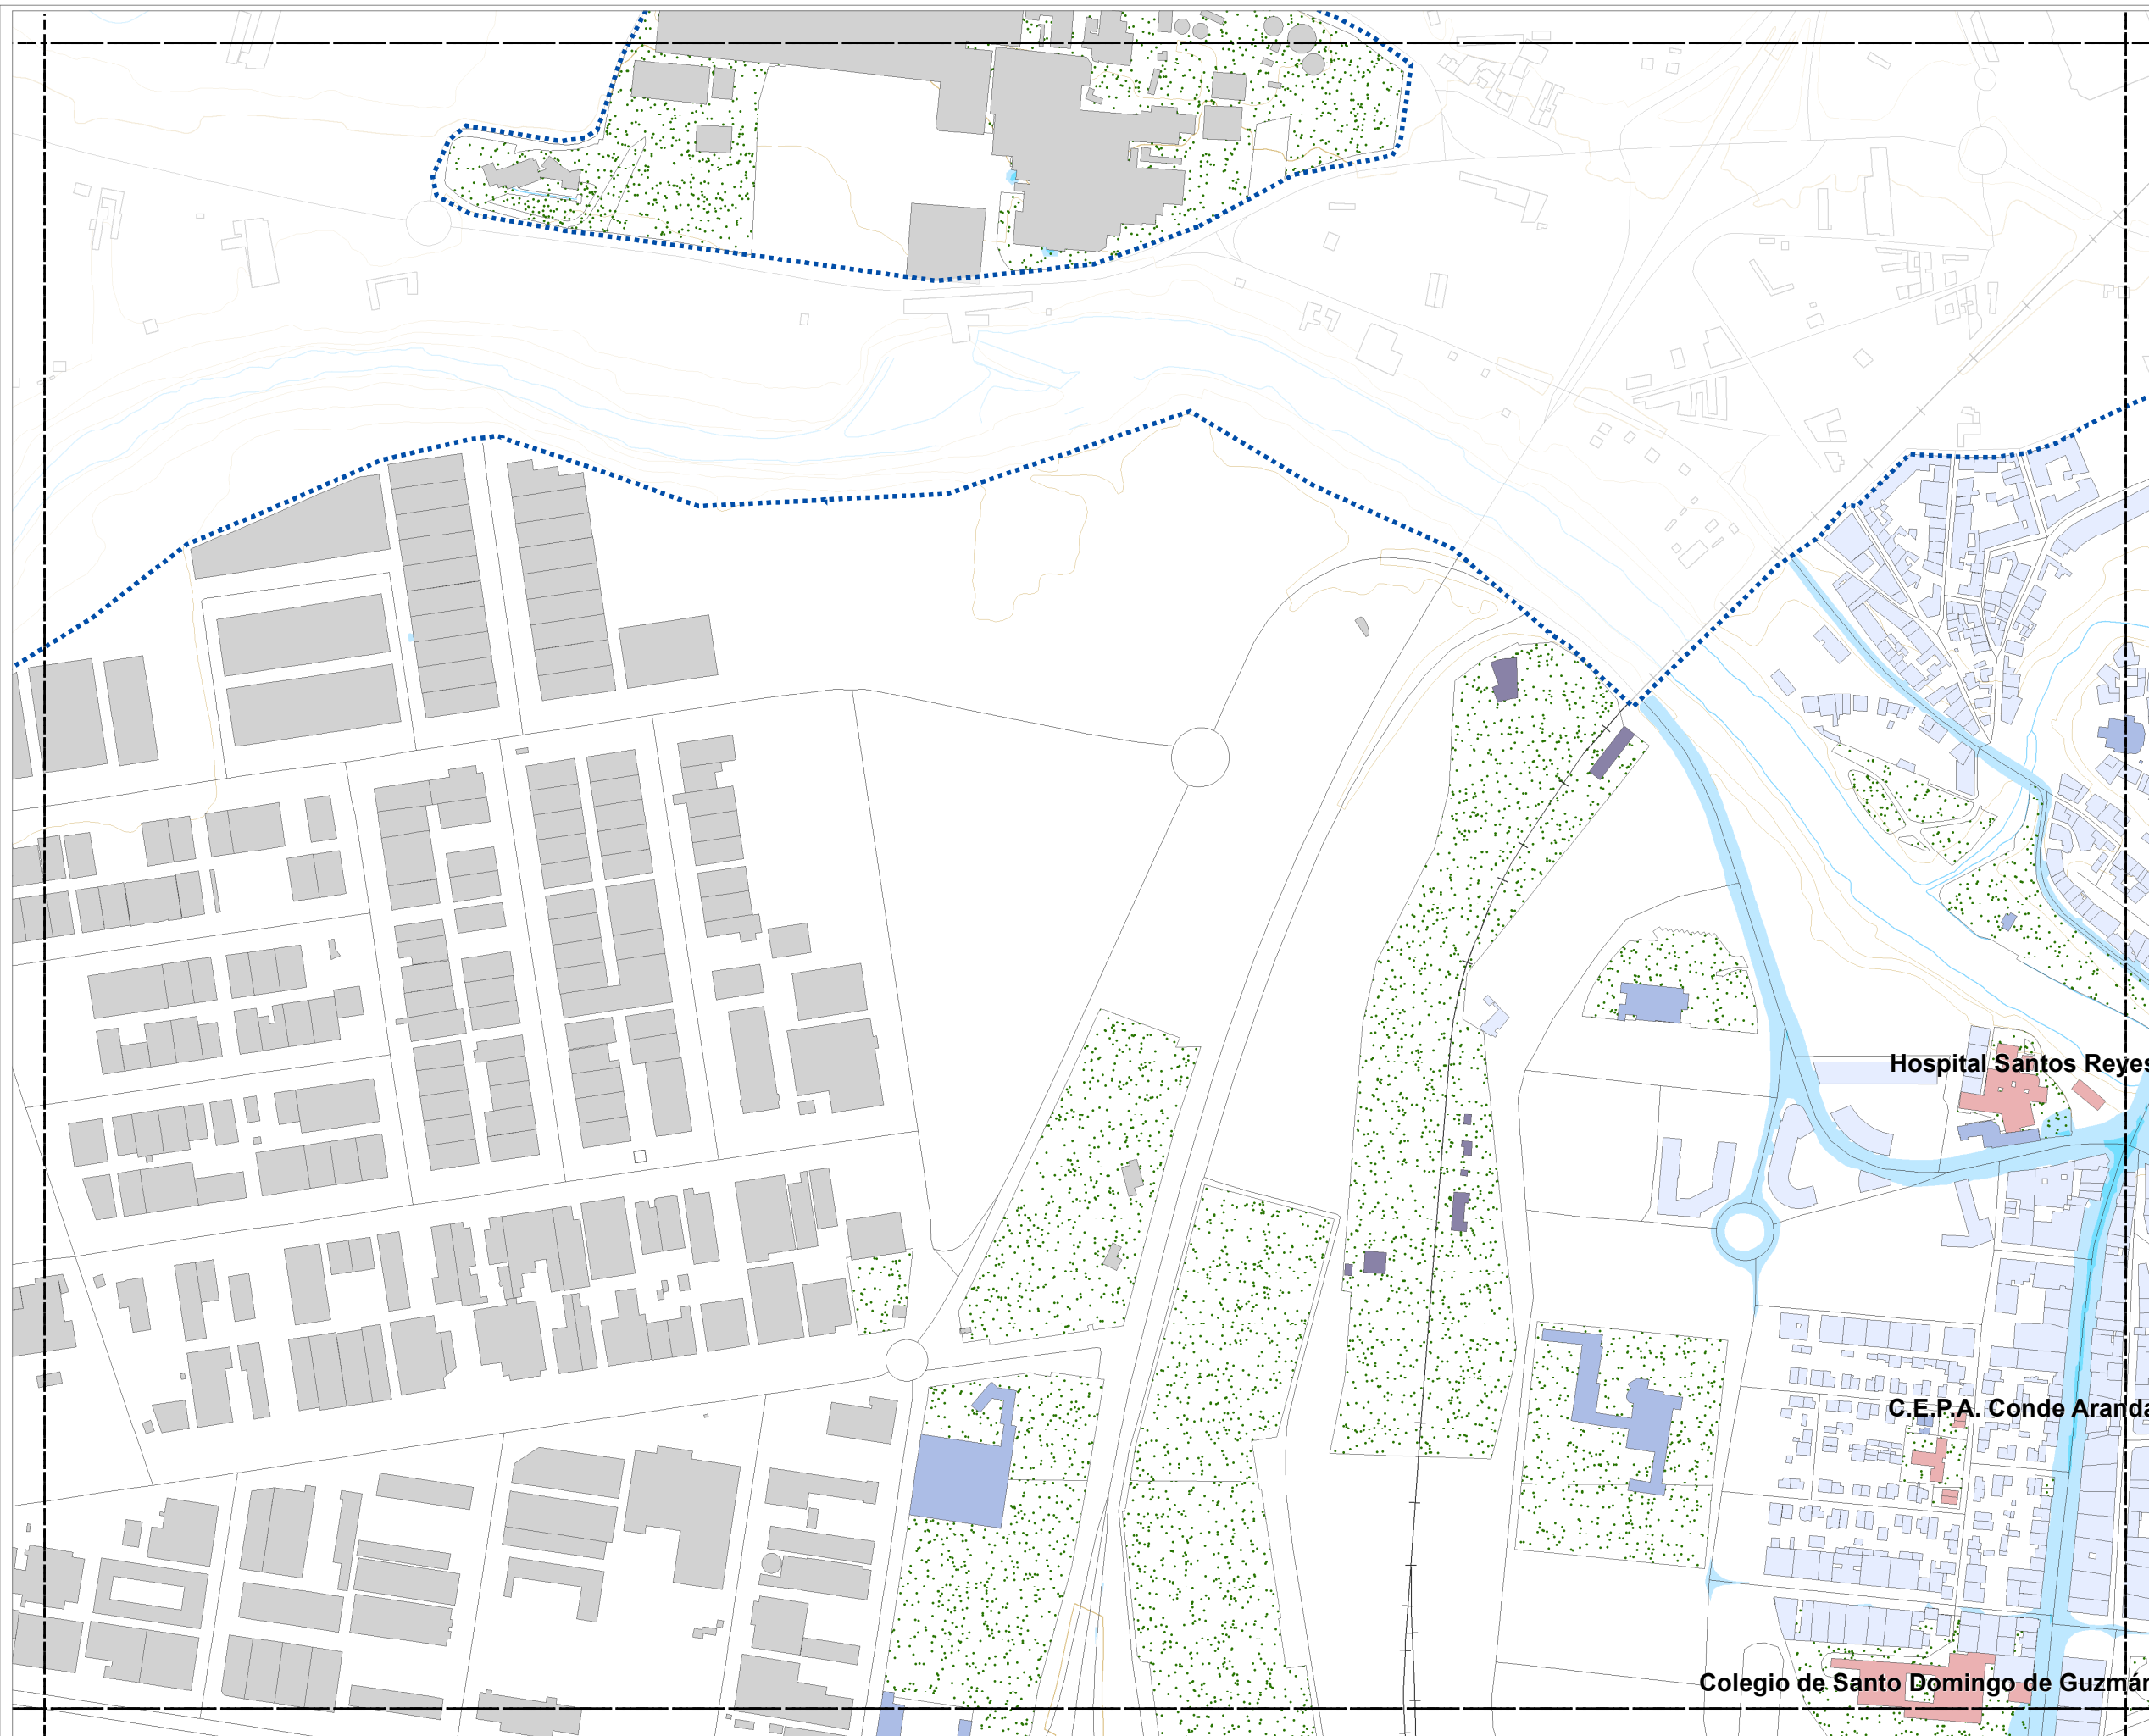 Hospital Santos Reyes
C.E.P.A. Conde Aranda
Colegio de Santo Domingo de Guzmán